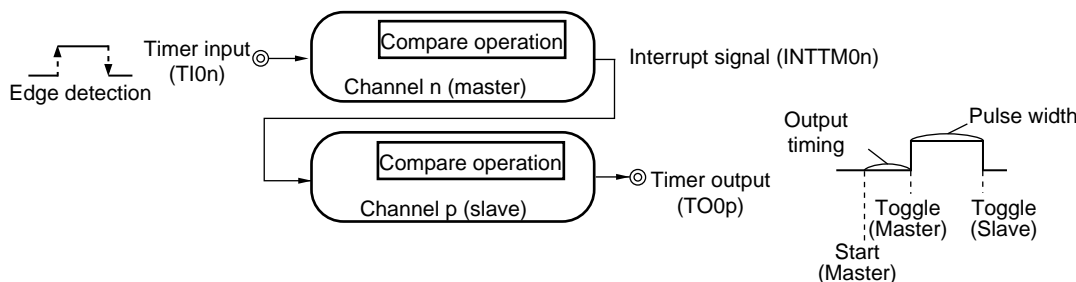 Edge detection
Timer input
(TI0n)
Compare operation
Channel n (master)
Interrupt signal (INTTM0n)
Compare operation
Channel p (slave)
Timer output
(TO0p)
Output
timing
Pulse width
Toggle
(Master)
Toggle
(Slave)
Start
(Master)